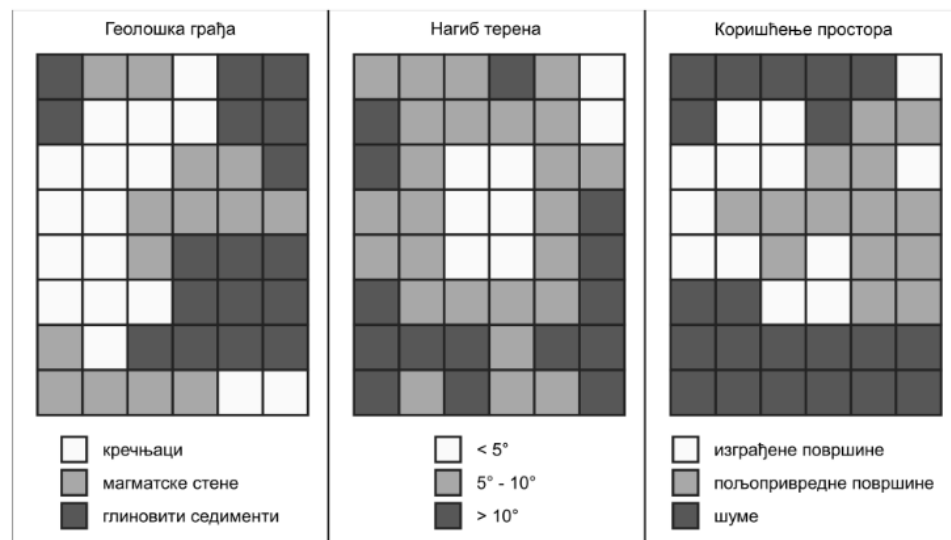 Геолошка грађа
Нагиб терена
Коришћење простора
кречњаци
магматске стене
глиновити седименти
< 5°
5° - 10°
> 10°
изграђене површине
пољопривредне површине
шуме